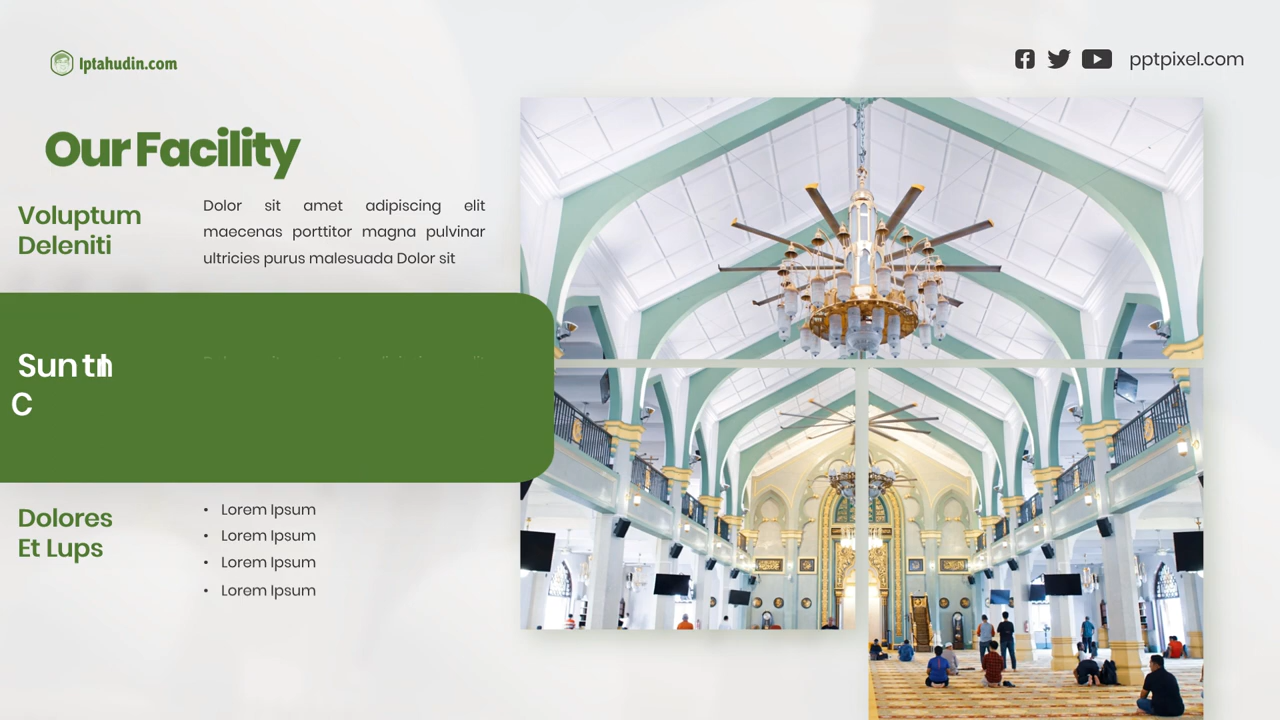 Iptahudin.com
pptpixel.com
Our Facility
Voluptum
Deleniti
Dolor sit amet adipiscing elit
maecenas porttitor magna pulvinar
ultricies purus malesuada Dolor sit
Dolores
Et Lups
• Lorem Ipsum
• Lorem Ipsum
• Lorem Ipsum
• Lorem Ipsum